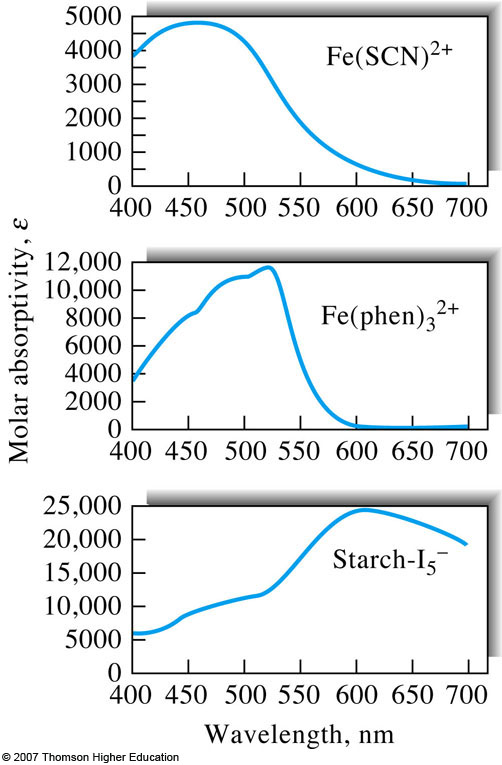 5000
4000
3000
2000
1000
0
Fe(SCN)²⁺
400 450 500 550 600 650 700
Molar absorptivity, ε
12,000
10,000
8000
6000
4000
2000
0
Fe(phen)₃²⁺
400 450 500 550 600 650 700
25,000
20,000
15,000
10,000
5000
0
Starch-I₅⁻
400 450 500 550 600 650 700
Wavelength, nm
© 2007 Thomson Higher Education